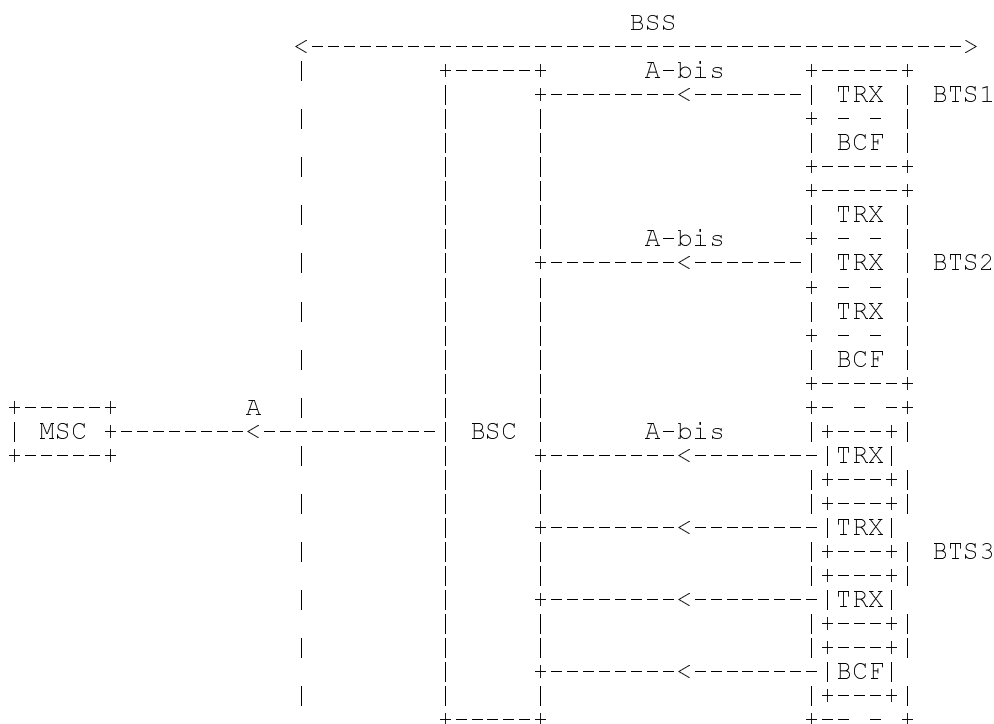 BSS
A-bis
TRX BTS1
BCF
TRX
A-bis
TRX BTS2
TRX
BCF
A
MSC BSC A-bis
TRX
TRX
BTS3
TRX
BCF